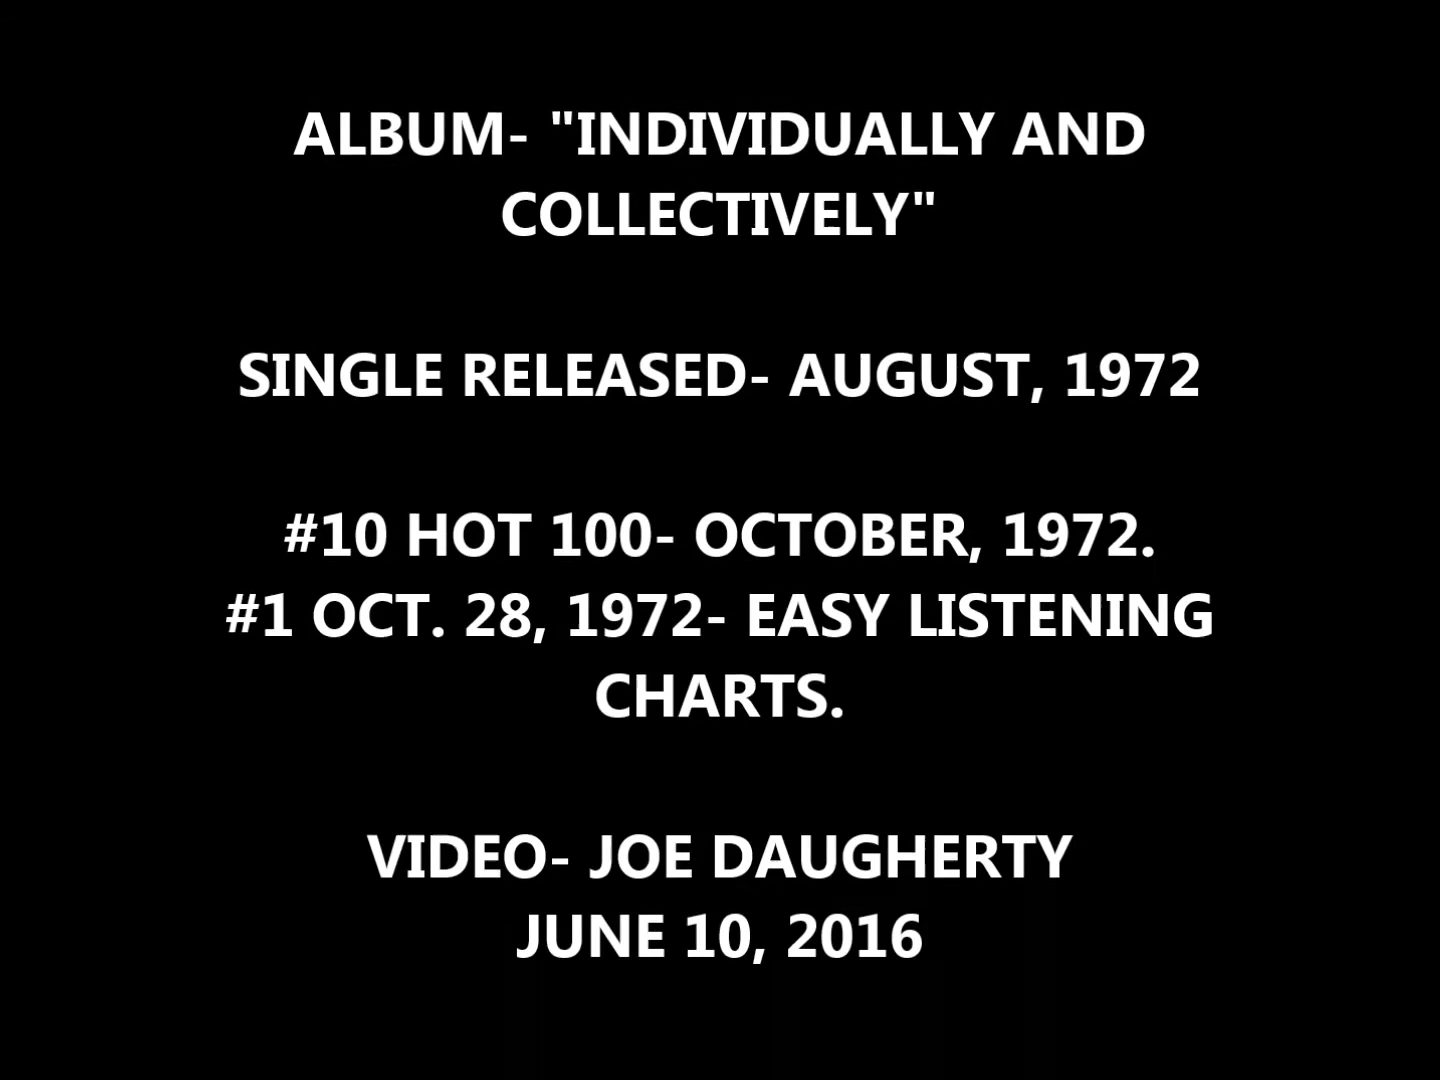 ALBUM- "INDIVIDUALLY AND
COLLECTIVELY"
SINGLE RELEASED- AUGUST, 1972
#10 HOT 100- OCTOBER, 1972.
#1 OCT. 28, 1972- EASY LISTENING
CHARTS.
VIDEO- JOE DAUGHERTY
JUNE 10, 2016